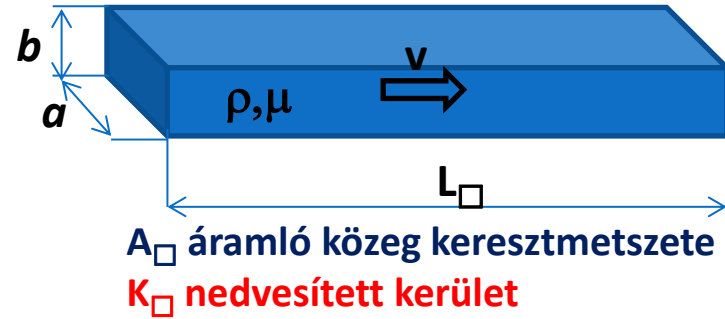 b
v
ρ,μ
a
L□
A□ áramló közeg keresztmetszete
K□ nedvesített kerület